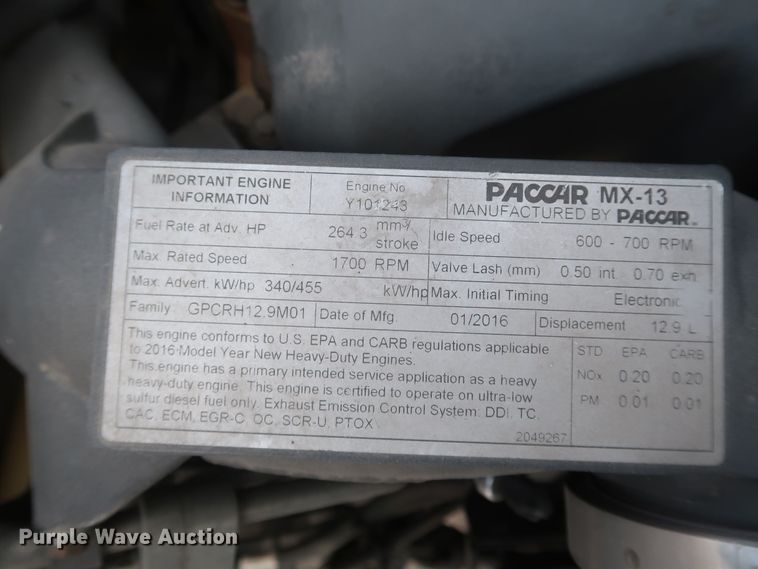 IMPORTANT ENGINE INFORMATION
Engine No
Y101243
PACCAR MX-13
MANUFACTURED BY PACCAR
Fuel Rate at Adv. HP 264.3 mm³/stroke
Idle Speed 600 - 700 RPM
Max. Rated Speed 1700 RPM
Valve Lash (mm) 0.50 int 0.70 exh
Max. Advert. kW/hp 340/455 kW/hp
Max. Initial Timing Electronic
Family GPCRH12.9M01
Date of Mfg 01/2016
Displacement 12.9 L
This engine conforms to U.S. EPA and CARB regulations applicable
to 2016 Model Year New Heavy-Duty Engines.
This engine has a primary intended service application as a heavy
heavy-duty engine. This engine is certified to operate on ultra-low
sulfur diesel fuel only. Exhaust Emission Control System: DDI, TC,
CAC, ECM, EGR-C, OC, SCR-U, PTOX
2049267
STD EPA CARB
NOx 0.20 0.20
PM 0.01 0.01
Purple Wave Auction